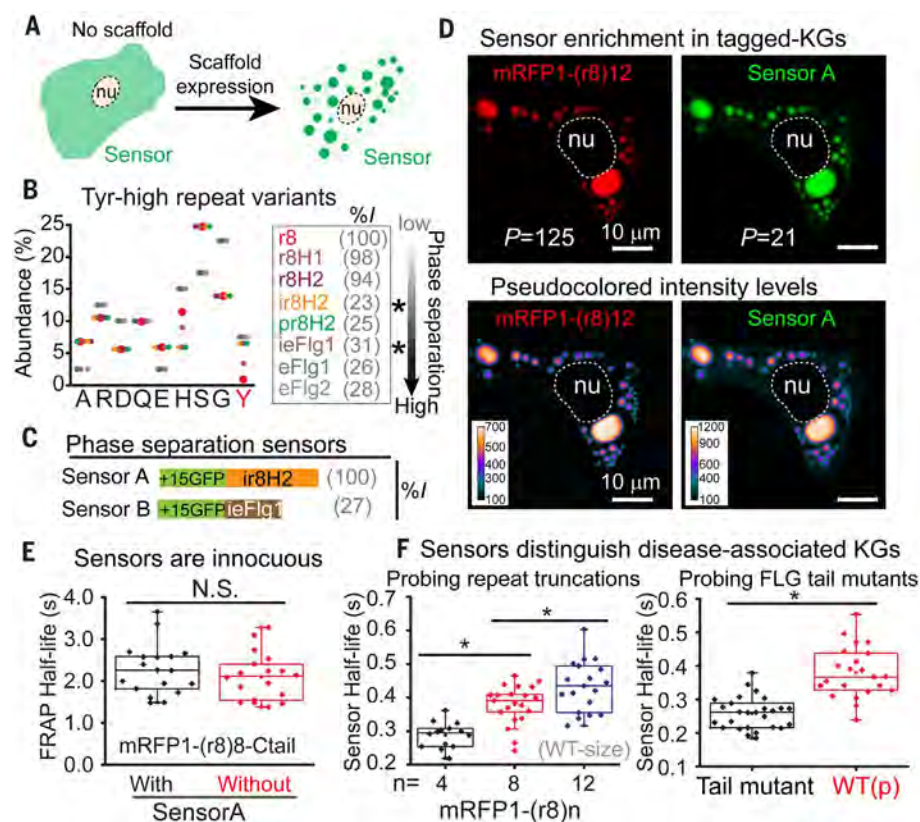 A
No scaffold
Scaffold
expression
nu
nu
Sensor
Sensor
B
Tyr-high repeat variants
Abundance (%)
25
20
15
10
5
0
A R D Q E H S G Y
%I
r8 (100)
r8H1 (98)
r8H2 (94)
ir8H2 (23) *
pr8H2 (25)
ieFlg1 (31) *
eFlg1 (26)
eFlg2 (28)
low
Phase separation
High
C
Phase separation sensors
Sensor A +15GFP ir8H2 (100)
Sensor B +15GFP ieFlg1 (27)
%I
D
Sensor enrichment in tagged-KGs
mRFP1-(r8)12
nu
P=125
10 μm
Sensor A
nu
P=21
Pseudocolored intensity levels
mRFP1-(r8)12
nu
700
500
400
300
100
10 μm
Sensor A
nu
1200
900
600
300
100
E
Sensors are innocuous
N.S.
FRAP Half-life (s)
4.0
3.0
2.0
1.0
0.0
mRFP1-(r8)8-Ctail
With Without
SensorA
F
Sensors distinguish disease-associated KGs
Probing repeat truncations
Sensor Half-life (s)
0.7
0.6
0.5
0.4
0.3
0.2
* *
(WT-size)
n= 4 8 12
mRFP1-(r8)n
Probing FLG tail mutants
Sensor Half-life (s)
0.6
0.5
0.4
0.3
0.2
0.1
*
Tail mutant WT(p)